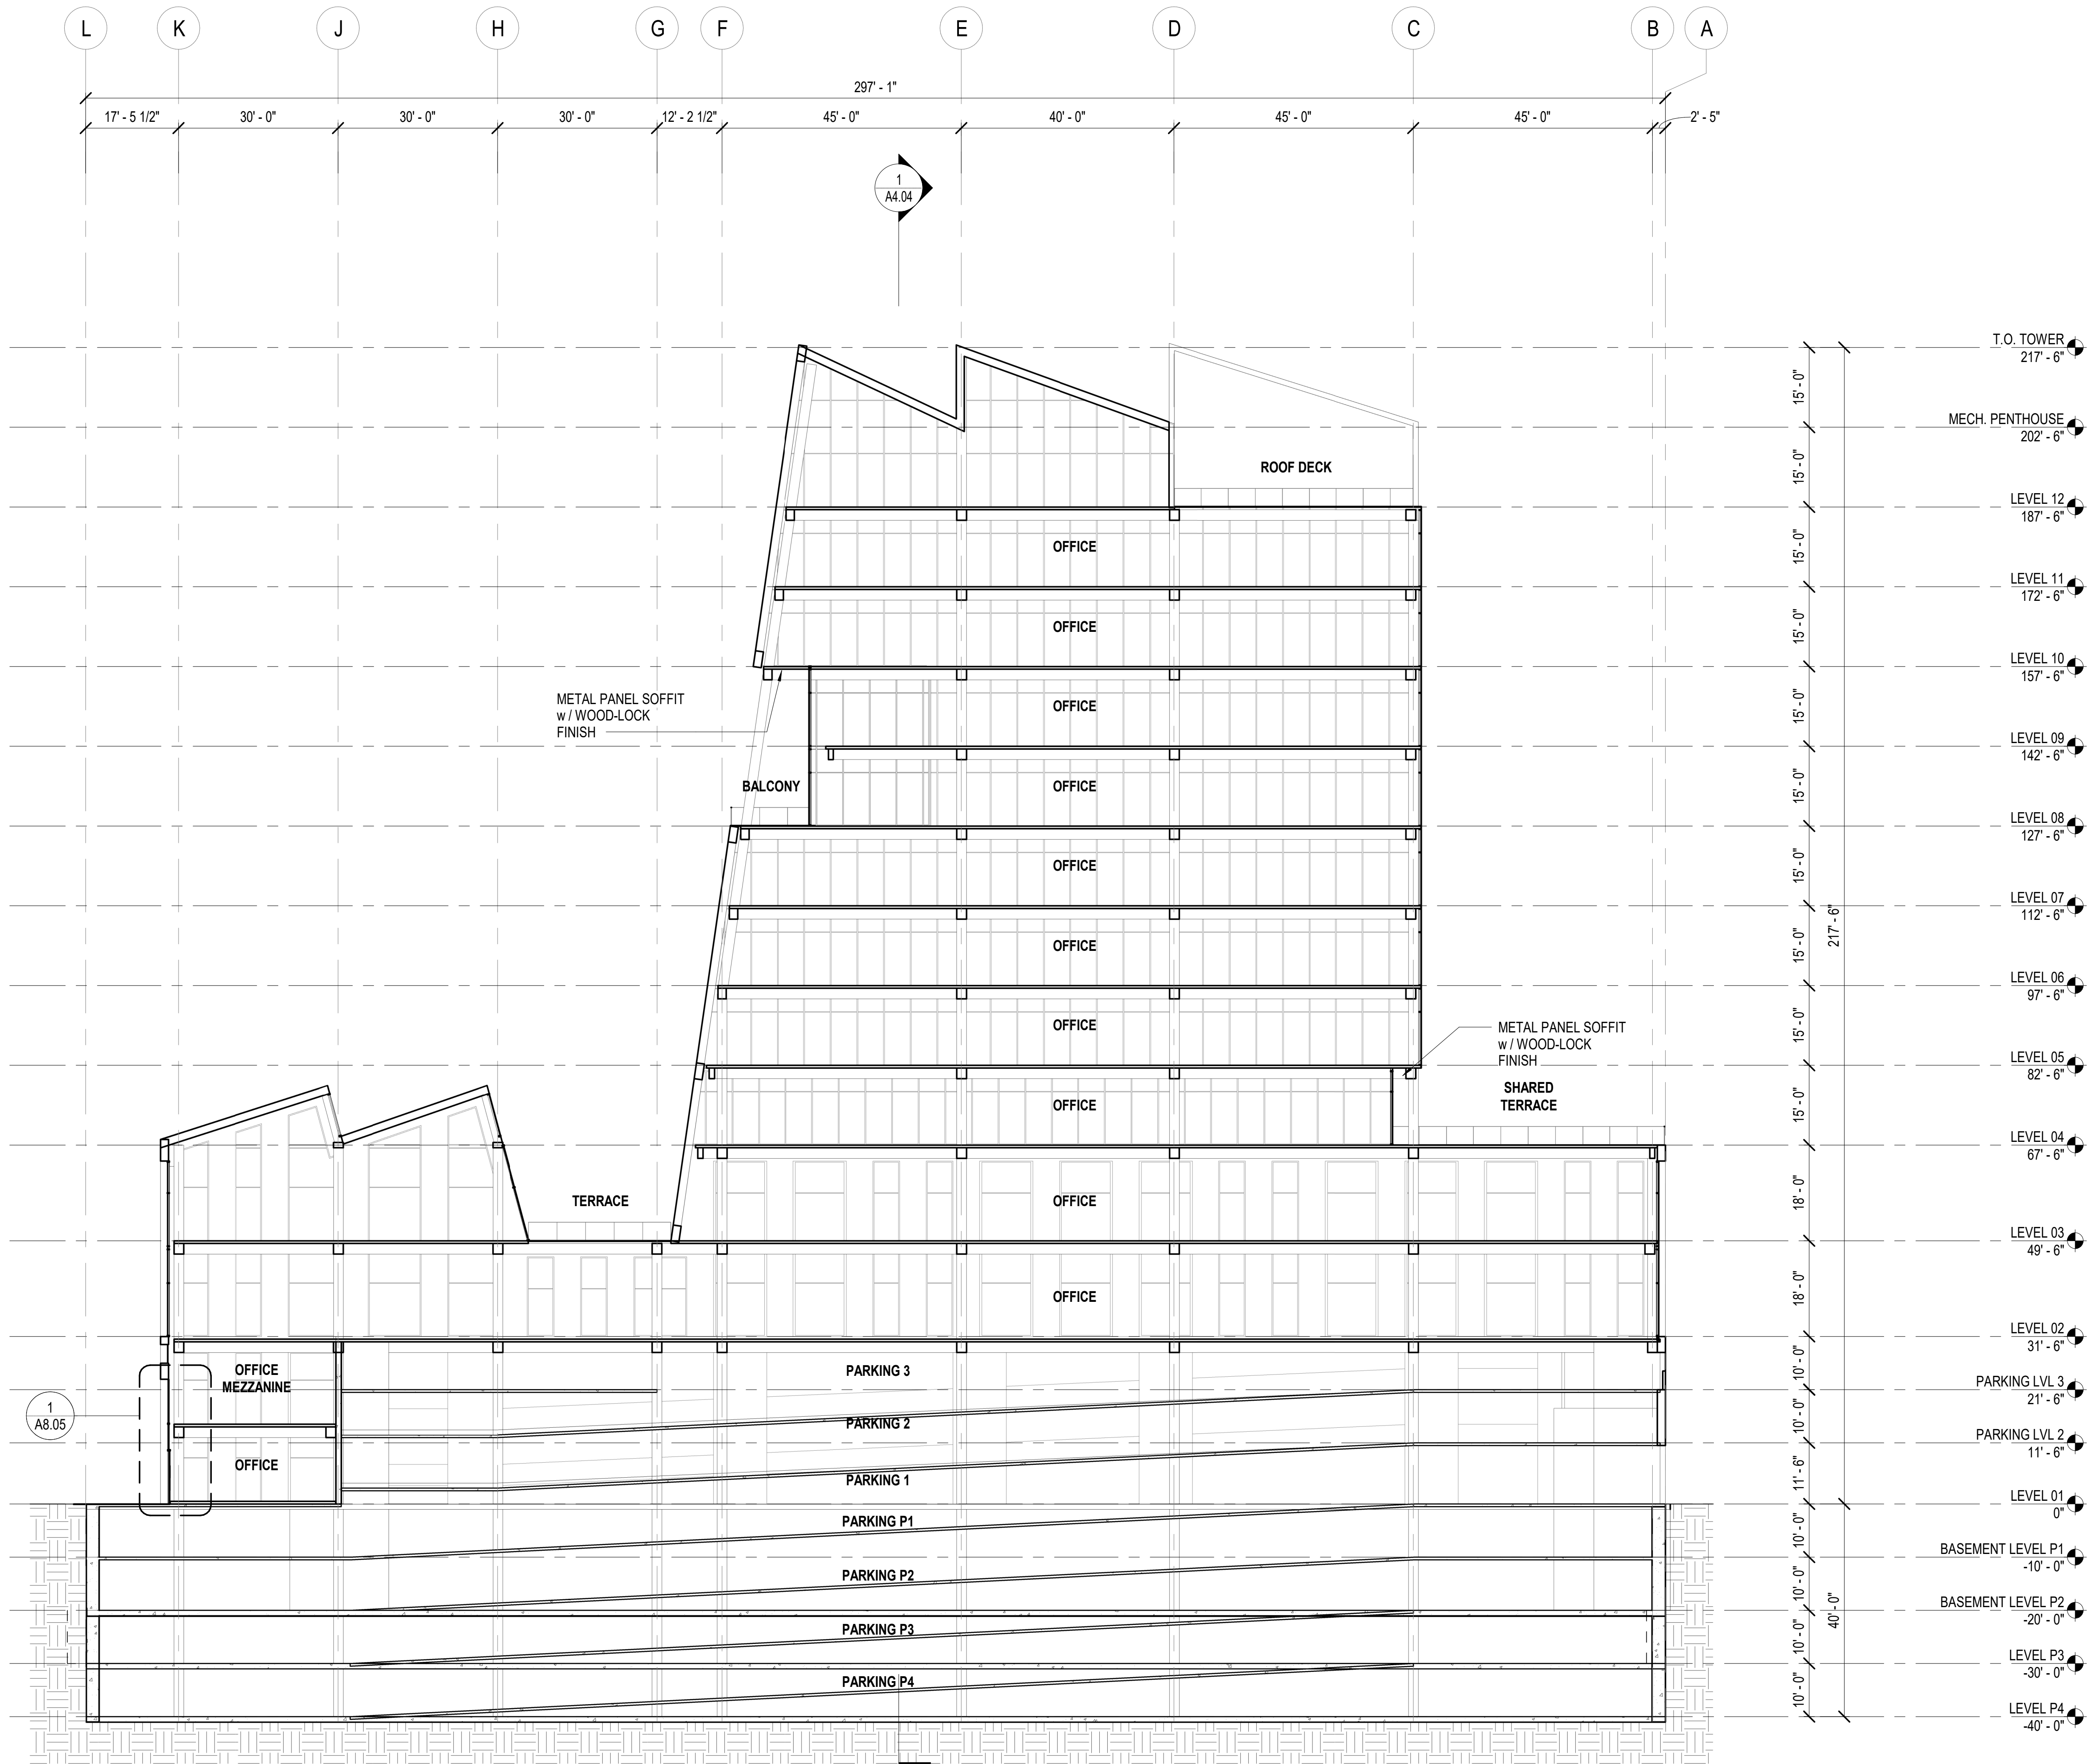 L K J H G F E D C B A
297' - 1"
17' - 5 1/2" 30' - 0" 30' - 0" 30' - 0" 12' - 2 1/2" 45' - 0" 40' - 0" 45' - 0" 45' - 0" 2' - 5"
1
A4.04
T.O. TOWER
217' - 6"
15' - 0"
MECH. PENTHOUSE
202' - 6"
ROOF DECK
15' - 0"
LEVEL 12
187' - 6"
OFFICE
15' - 0"
LEVEL 11
172' - 6"
OFFICE
15' - 0"
LEVEL 10
157' - 6"
METAL PANEL SOFFIT
w / WOOD-LOCK
FINISH
OFFICE
15' - 0"
LEVEL 09
142' - 6"
BALCONY
OFFICE
15' - 0"
LEVEL 08
127' - 6"
OFFICE
15' - 0"
LEVEL 07
112' - 6"
217' - 6"
OFFICE
15' - 0"
LEVEL 06
97' - 6"
OFFICE
15' - 0"
METAL PANEL SOFFIT
w / WOOD-LOCK
FINISH
LEVEL 05
82' - 6"
SHARED
TERRACE
OFFICE
15' - 0"
LEVEL 04
67' - 6"
TERRACE
OFFICE
18' - 0"
LEVEL 03
49' - 6"
OFFICE
18' - 0"
LEVEL 02
31' - 6"
OFFICE
MEZZANINE
PARKING 3
10' - 0"
PARKING LVL 3
21' - 6"
1
A8.05
PARKING 2
10' - 0"
PARKING LVL 2
11' - 6"
OFFICE
PARKING 1
11' - 6"
LEVEL 01
0"
PARKING P1
10' - 0"
BASEMENT LEVEL P1
-10' - 0"
PARKING P2
10' - 0"
BASEMENT LEVEL P2
-20' - 0"
40' - 0"
PARKING P3
10' - 0"
LEVEL P3
-30' - 0"
PARKING P4
10' - 0"
LEVEL P4
-40' - 0"